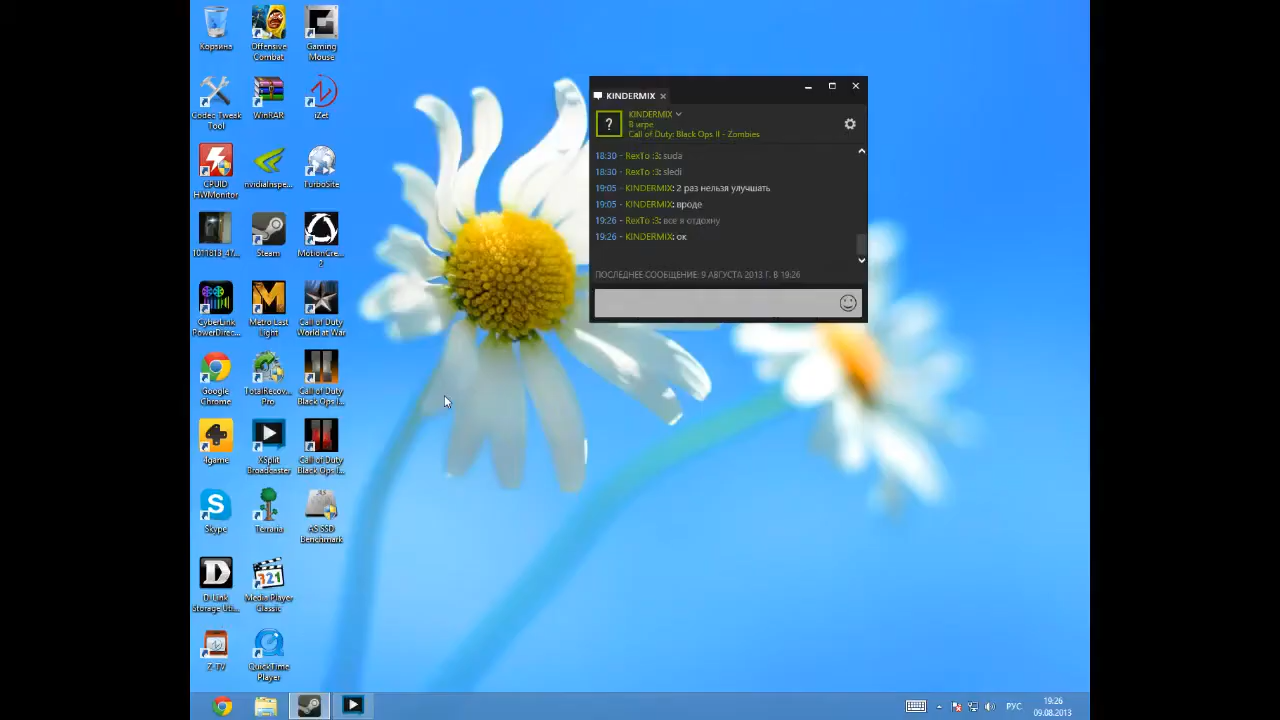 Корзина
Offensive Combat
Gaming Mouse
Codec Tweak Tool
WinRAR
iZet
CPUID HWMonitor
nvidiaInspe...
TurboSite
1011813_47...
Steam
MotionCre... p
CyberLink PowerDirec...
Metro Last Light
Call of Duty World at War
Google Chrome
TotalRecov... Pro
Call of Duty Black Ops I...
4game
XSplit Broadcaster
Call of Duty Black Ops I...
Skype
Terraria
AS SSD Benchmark
D-Link Storage Uti...
Media Player Classic
321
Z-TV
QuickTime Player
KINDERMIX
KINDERMIX
В игре
Call of Duty: Black Ops II - Zombies
18:30 - RexTo :3: suda
18:30 - RexTo :3: sledi
19:05 - KINDERMIX: 2 раз нельзя улучшать
19:05 - KINDERMIX: вроде
19:26 - RexTo :3: все я отдохну
19:26 - KINDERMIX: ок
ПОСЛЕДНЕЕ СООБЩЕНИЕ: 9 АВГУСТА 2013 Г. В 19:26
РУС
19:26
09.08.2013